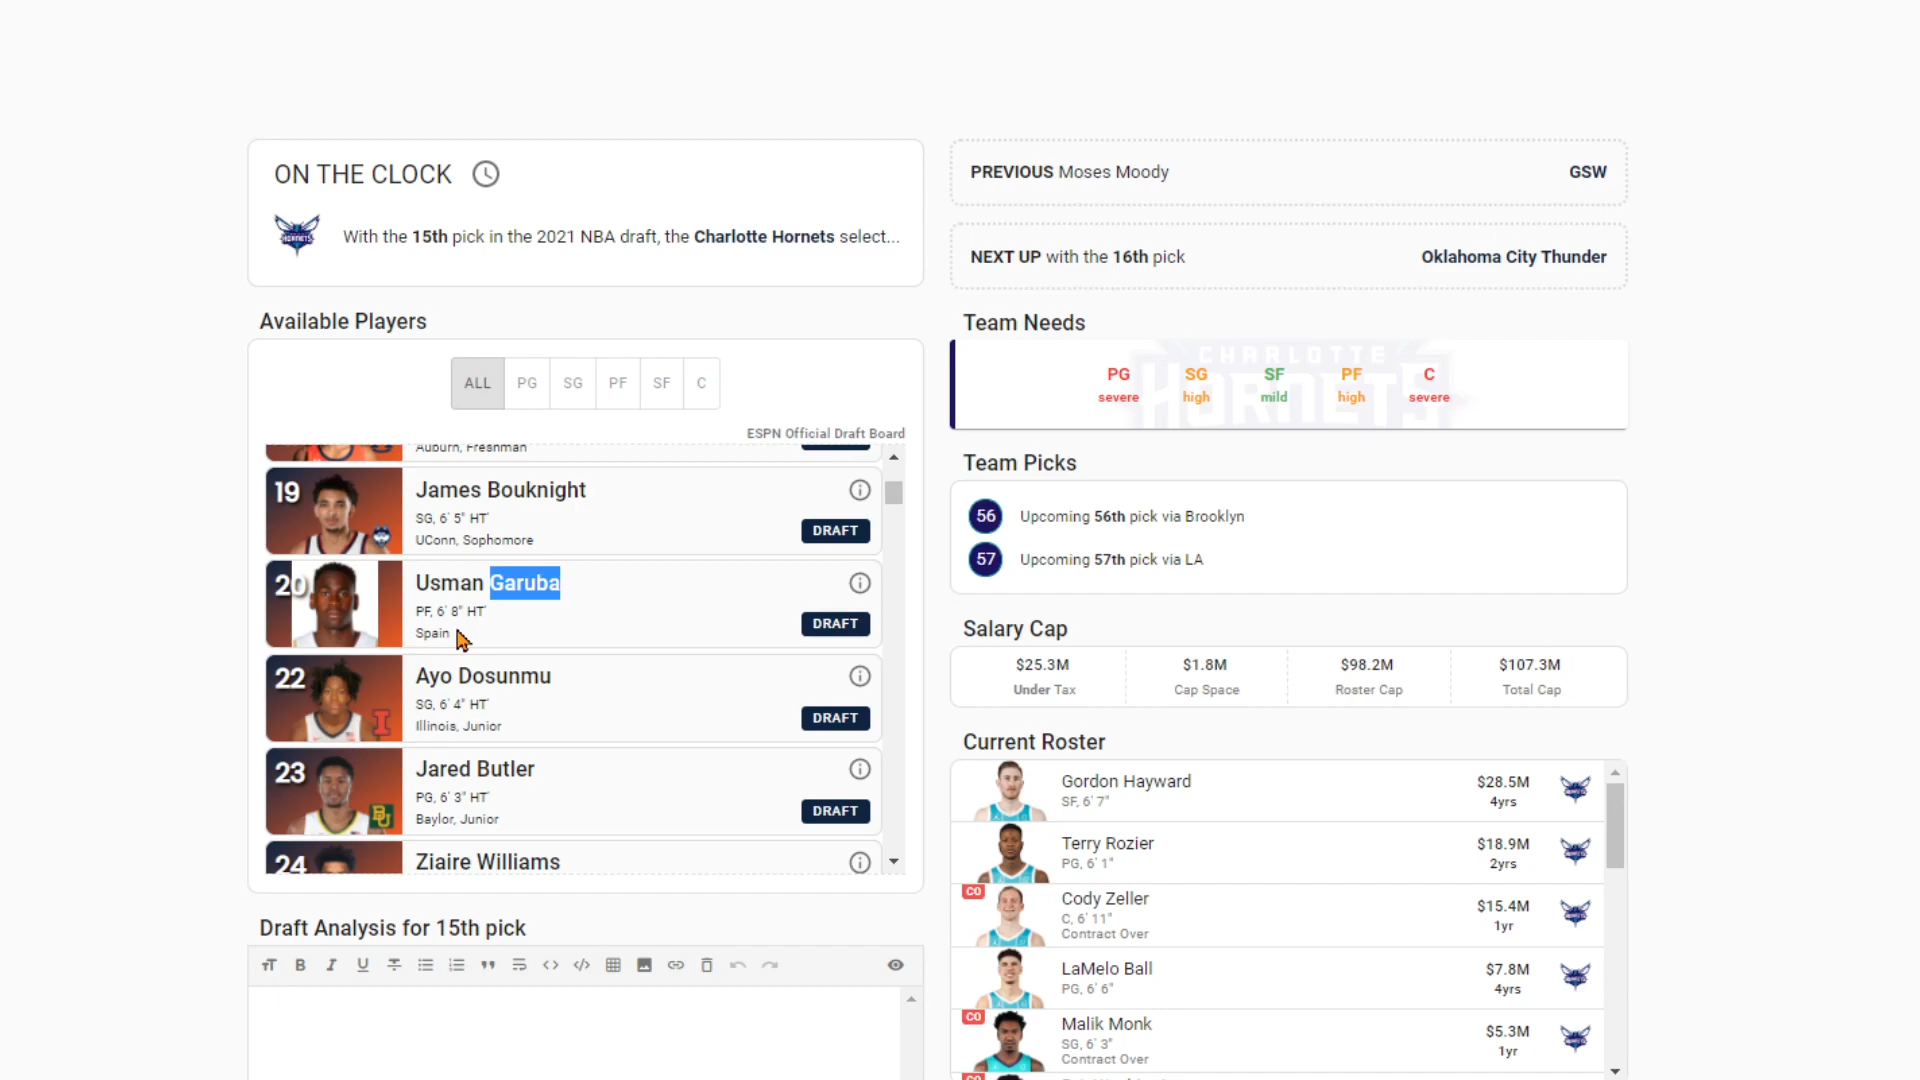 ON THE CLOCK
With the 15th pick in the 2021 NBA draft, the Charlotte Hornets select...
HORNETS
PREVIOUS Moses Moody
GSW
NEXT UP with the 16th pick
Oklahoma City Thunder
Available Players
ALL
PG
SG
PF
SF
C
ESPN Official Draft Board
Auburn, Freshman
19
James Bouknight
SG, 6' 5" HT'
UConn, Sophomore
DRAFT
20
Usman Garuba
PF, 6' 8" HT'
Spain
DRAFT
22
Ayo Dosunmu
SG, 6' 4" HT'
Illinois, Junior
I
DRAFT
23
Jared Butler
PG, 6' 3" HT'
Baylor, Junior
BU
DRAFT
24
Ziaire Williams
Draft Analysis for 15th pick
Team Needs
CHARLOTTE
HORNETS
PG
severe
SG
high
SF
mild
PF
high
C
severe
Team Picks
56
Upcoming 56th pick via Brooklyn
57
Upcoming 57th pick via LA
Salary Cap
$25.3M
Under Tax
$1.8M
Cap Space
$98.2M
Roster Cap
$107.3M
Total Cap
Current Roster
Gordon Hayward
SF, 6' 7"
$28.5M
4yrs
Terry Rozier
PG, 6' 1"
$18.9M
2yrs
CO
Cody Zeller
C, 6' 11"
Contract Over
$15.4M
1yr
LaMelo Ball
PG, 6' 6"
$7.8M
4yrs
CO
Malik Monk
SG, 6' 3"
Contract Over
$5.3M
1yr